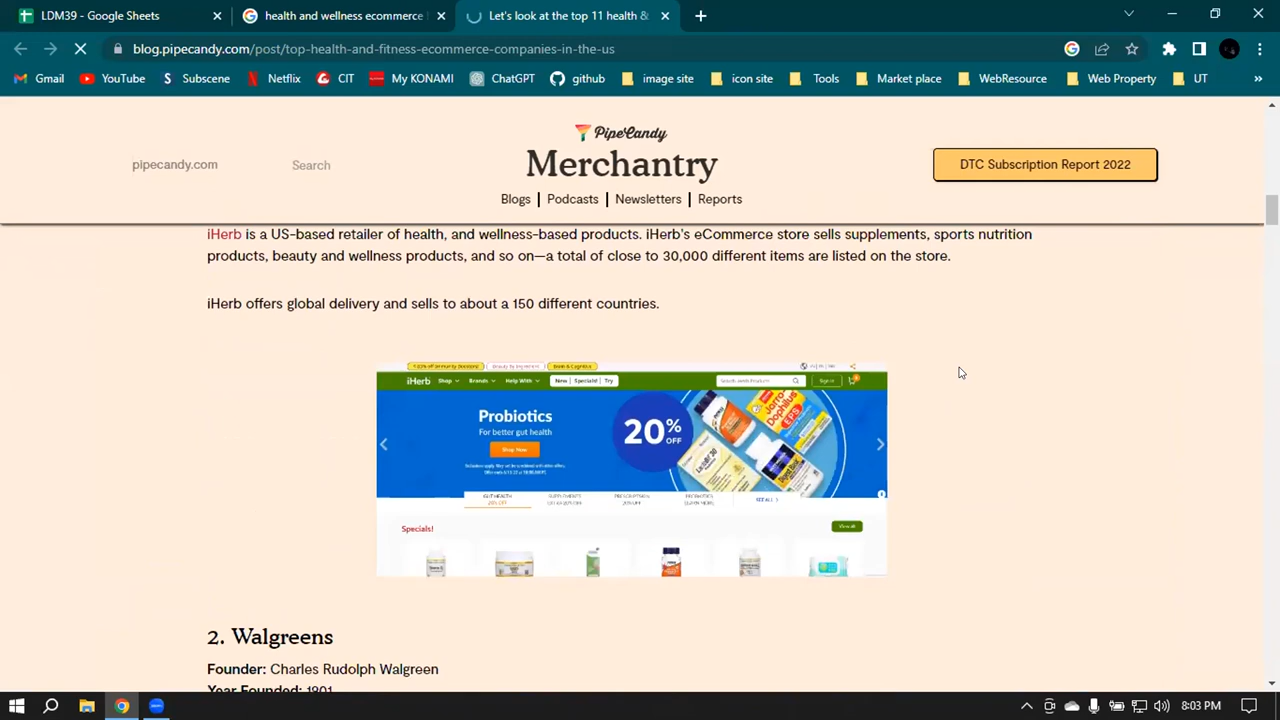 LDM39 - Google Sheets
health and wellness ecommerce
Let's look at the top 11 health &
blog.pipecandy.com/post/top-health-and-fitness-ecommerce-companies-in-the-us
Gmail YouTube Subscene Netflix CIT My KONAMI ChatGPT github image site icon site Tools Market place WebResource Web Property UT
PipeCandy
pipecandy.com
Search
Merchantry
DTC Subscription Report 2022
Blogs | Podcasts | Newsletters | Reports
iHerb is a US-based retailer of health, and wellness-based products. iHerb's eCommerce store sells supplements, sports nutrition
products, beauty and wellness products, and so on—a total of close to 30,000 different items are listed on the store.
iHerb offers global delivery and sells to about a 150 different countries.
iHerb Shop Brands Help With New Specials! Try Sign in
Probiotics
For better gut health
Shop Now
20% OFF
SEE ALL
Specials!
View all
2. Walgreens
Founder: Charles Rudolph Walgreen
Year Founded: 1901
8:03 PM